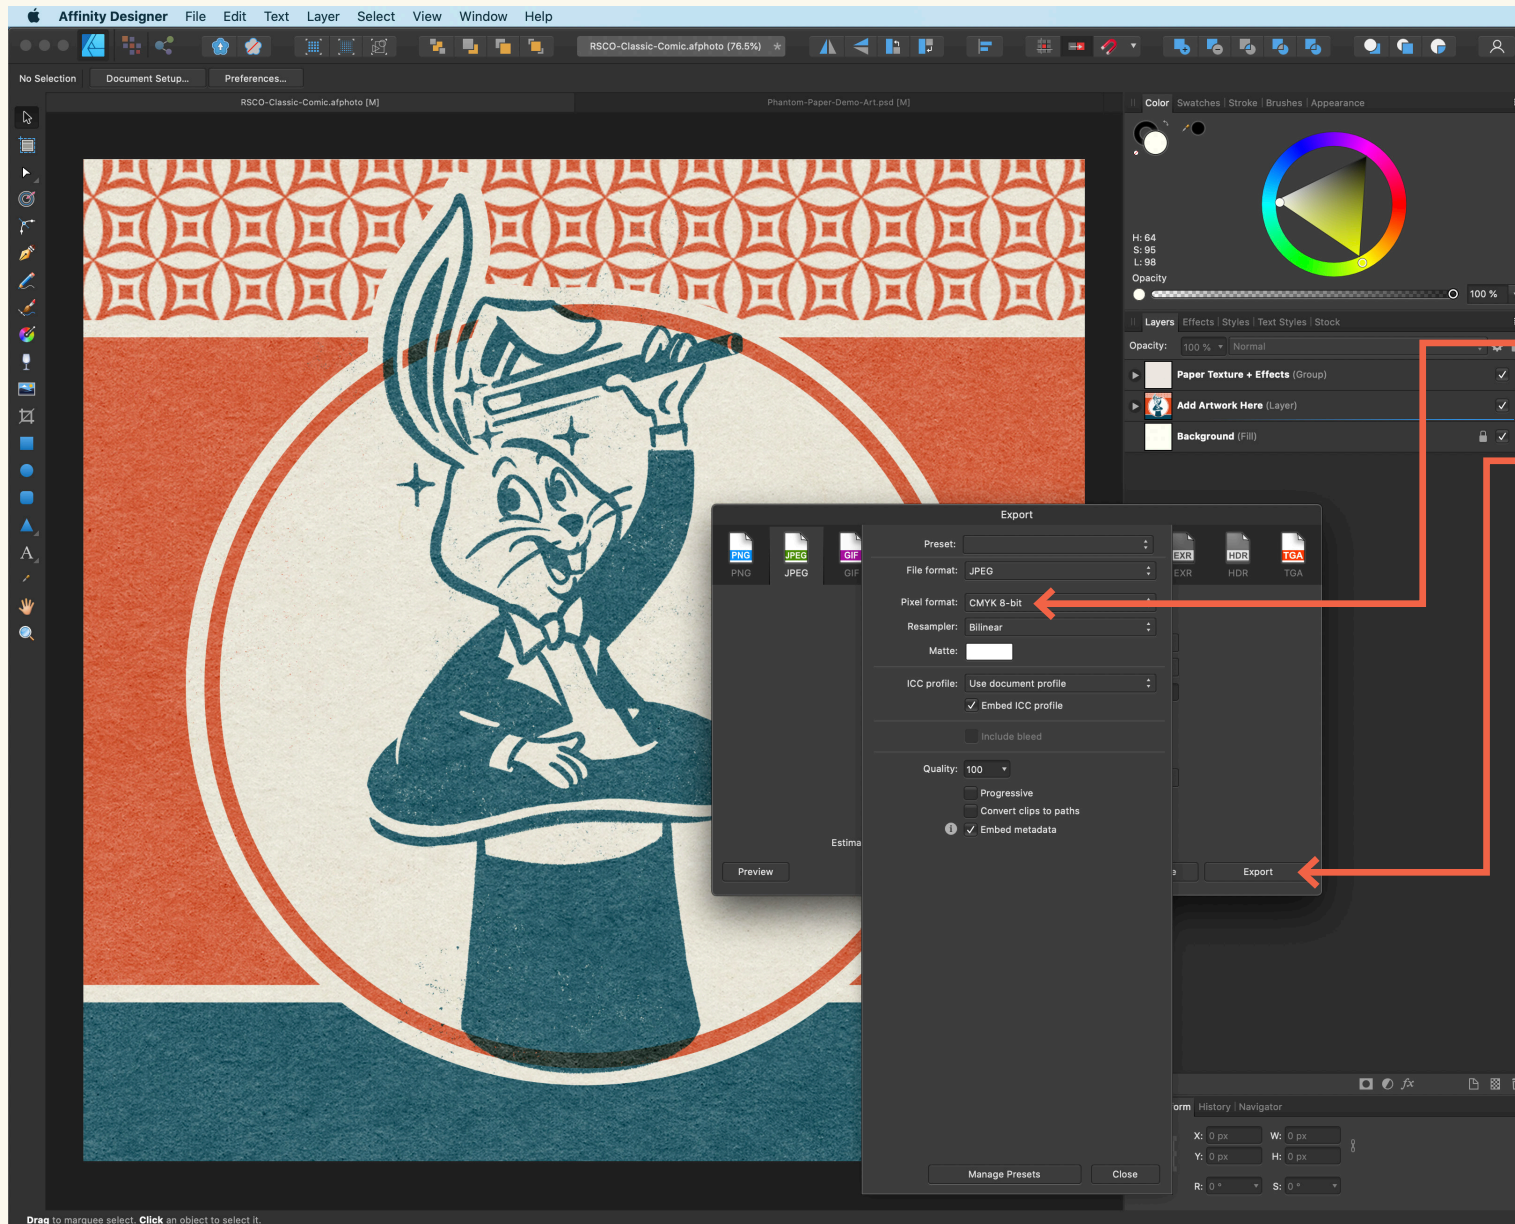 Affinity Designer File Edit Text Layer Select View Window Help
RSCO-Classic-Comic.afphoto (76.5%)
No Selection Document Setup... Preferences...
RSCO-Classic-Comic.afphoto [M] Phantom-Paper-Demo-Art.psd [M]
Color Swatches | Stroke | Brushes | Appearance
H: 64
S: 95
L: 98
Opacity
100 %
Layers Effects | Styles | Text Styles | Stock
Opacity: 100 % Normal
Paper Texture + Effects (Group)
Add Artwork Here (Layer)
Background (Fill)
Export
PNG JPEG GIF EXR HDR TGA
PNG JPEG GIF EXR HDR TGA
Preset:
File format: JPEG
Pixel format: CMYK 8-bit
Resampler: Bilinear
Matte:
ICC profile: Use document profile
Embed ICC profile
Include bleed
Quality: 100
Progressive
Convert clips to paths
Embed metadata
Estima
Preview e Export
Manage Presets Close
orm History | Navigator
X: 0 px W: 0 px
Y: 0 px H: 0 px
R: 0 ° S: 0 °
A
fx
Drag to marquee select. Click an object to select it.